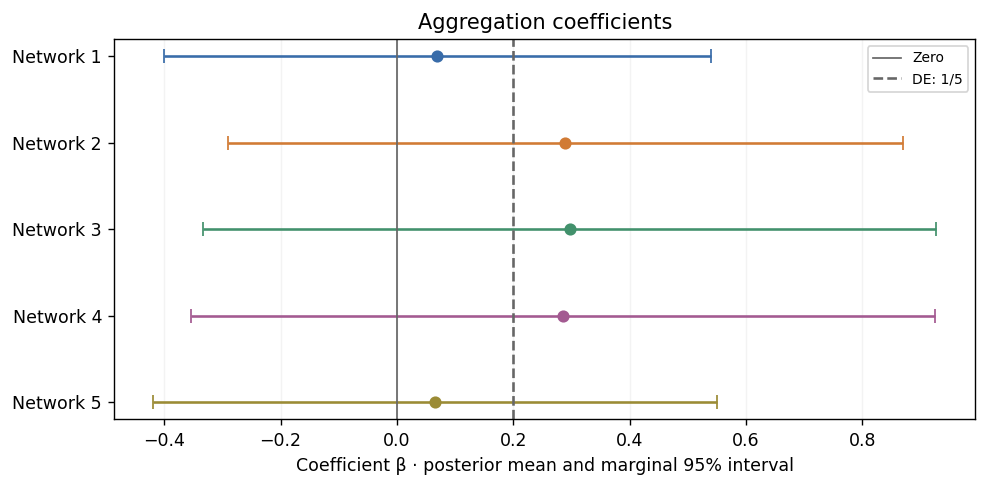 Aggregation coefficients
Network 1
Network 2
Network 3
Network 4
Network 5
Zero
DE: 1/5
−0.4
−0.2
0.0
0.2
0.4
0.6
0.8
Coefficient β · posterior mean and marginal 95% interval